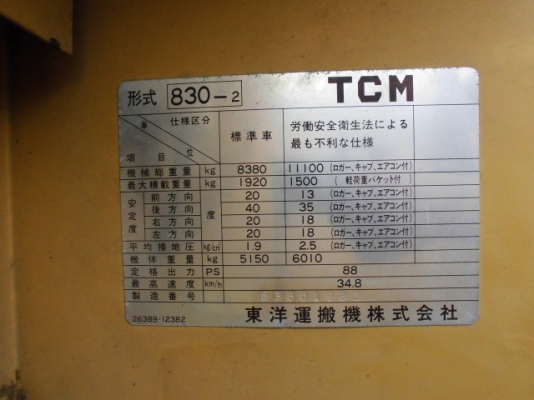 形式 830-2 TCM
番 仕様区分 標準車 労働安全衛生法による
最も不利な仕様
項目 単位
機械総重量 kg 8380 11100 (ロガー、キャブ、エアコン付)
最大積載重量 kg 1920 1500 (軽荷重バケット付)
安定度 前方向 度 20 13 (ロガー、キャブ、エアコン付)
後方向 40 35 (ロガー、キャブ、エアコン付)
右方向 20 18 (ロガー、キャブ、エアコン付)
左方向 20 18 (ロガー、キャブ、エアコン付)
平均接地圧 kg/cm² 1.9 2.5 (ロガー、キャブ、エアコン付)
機体重量 kg 5150 6010
定格出力 PS 88
最高速度 km/h 34.8
製造番号
26389-12382 東洋運搬機株式会社